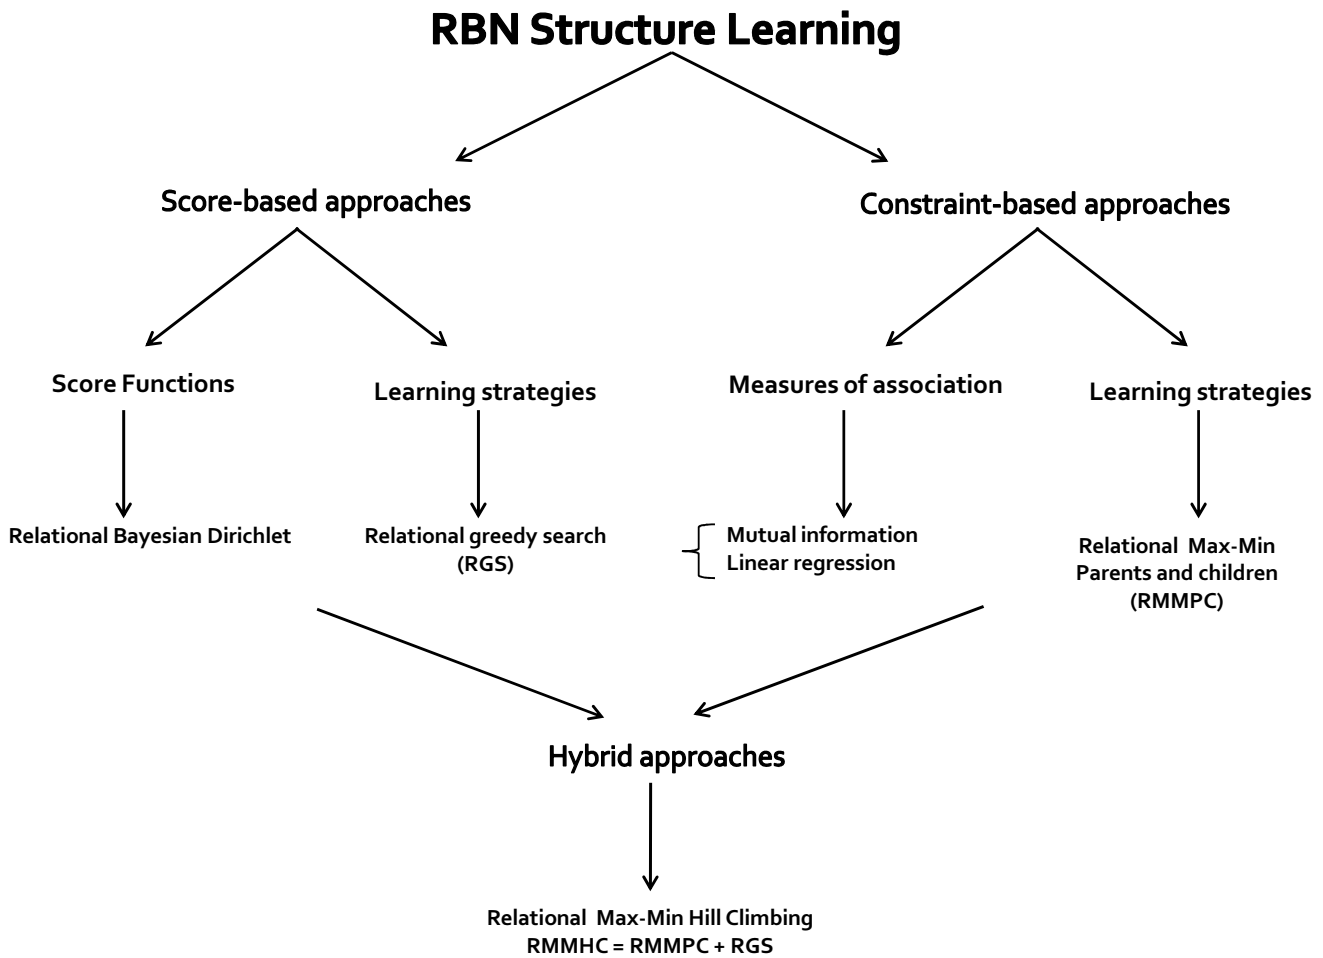 RBN Structure Learning
Score-based approaches
Constraint-based approaches
Score Functions
Learning strategies
Measures of association
Learning strategies
Relational Bayesian Dirichlet
Relational greedy search
(RGS)
Mutual information
Linear regression
Relational Max-Min
Parents and children
(RMMPC)
Hybrid approaches
Relational Max-Min Hill Climbing
RMMHC = RMMPC + RGS